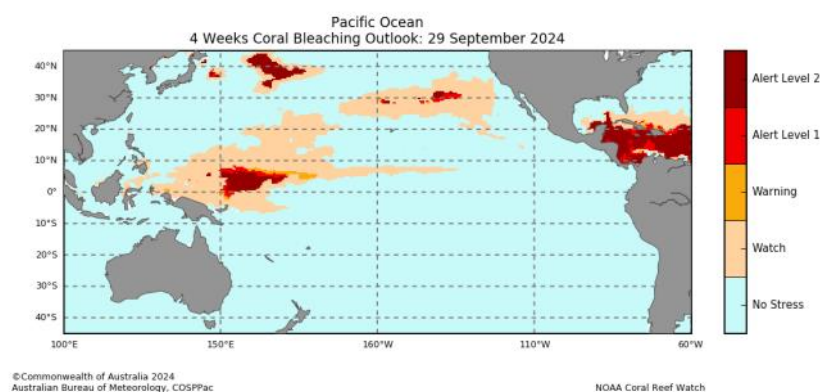 Pacific Ocean
4 Weeks Coral Bleaching Outlook: 29 September 2024
40°N
30°N
20°N
10°N
0°
10°S
20°S
30°S
40°S
100°E
150°E
160°W
110°W
60°W
Alert Level 2
Alert Level 1
Warning
Watch
No Stress
©Commonwealth of Australia 2024
Australian Bureau of Meteorology, COSPPac
NOAA Coral Reef Watch